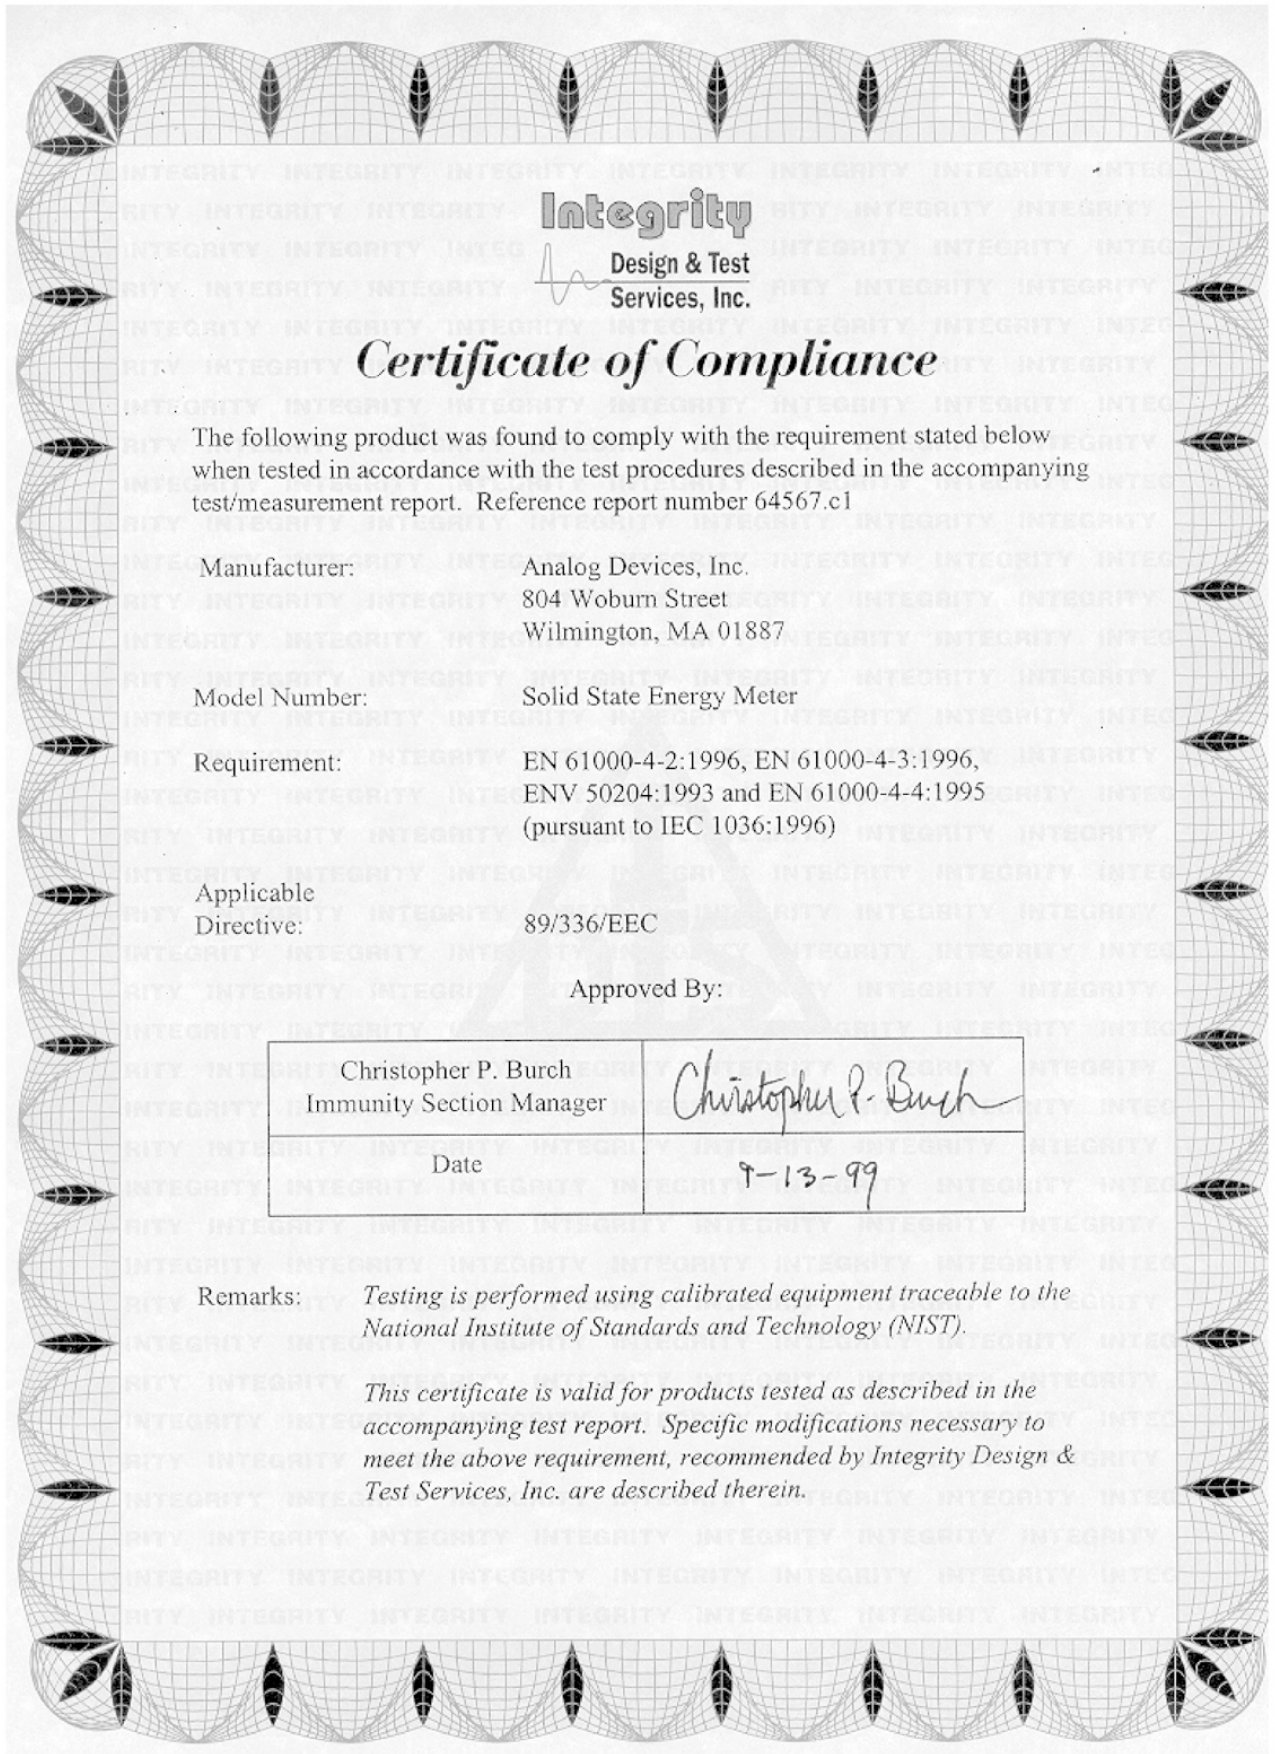 Integrity
Design & Test
Services, Inc.
Certificate of Compliance
The following product was found to comply with the requirement stated below
when tested in accordance with the test procedures described in the accompanying
test/measurement report. Reference report number 64567.c1
Manufacturer: Analog Devices, Inc.
804 Woburn Street
Wilmington, MA 01887
Model Number: Solid State Energy Meter
Requirement: EN 61000-4-2:1996, EN 61000-4-3:1996,
ENV 50204:1993 and EN 61000-4-4:1995
(pursuant to IEC 1036:1996)
Applicable
Directive: 89/336/EEC
Approved By:
Christopher P. Burch
Immunity Section Manager
Christopher P. Burch
Date 9-13-99
Remarks: Testing is performed using calibrated equipment traceable to the
National Institute of Standards and Technology (NIST).
This certificate is valid for products tested as described in the
accompanying test report. Specific modifications necessary to
meet the above requirement, recommended by Integrity Design &
Test Services, Inc. are described therein.